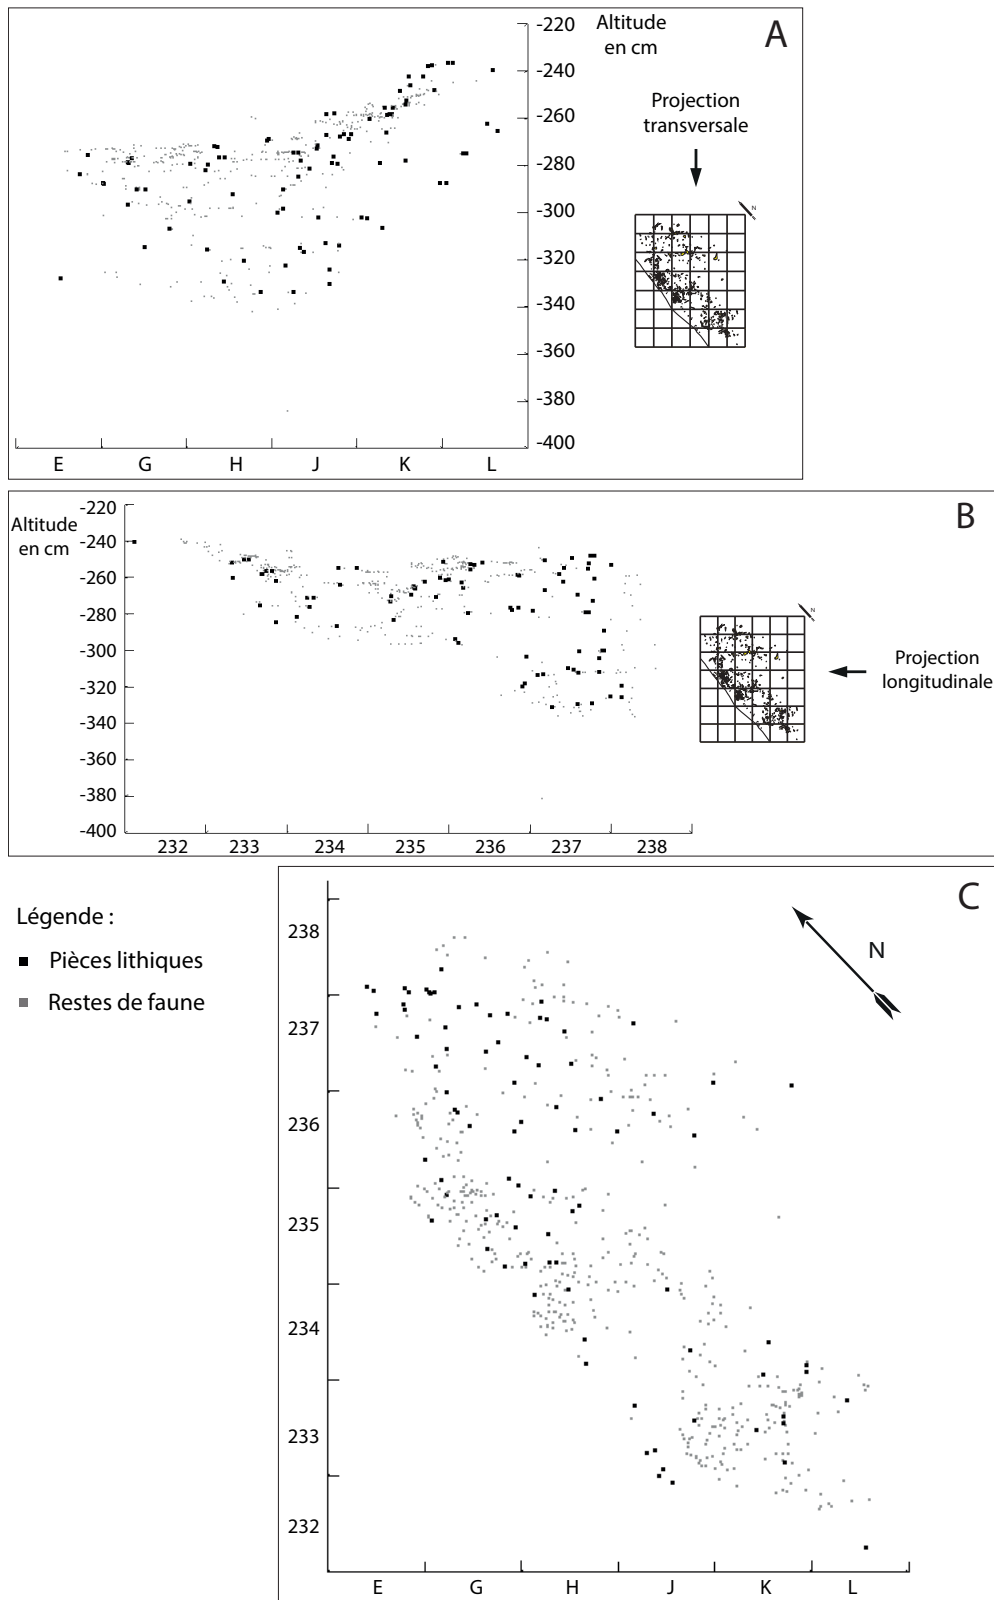 A
Altitude
en cm
-220
-240
-260
-280
-300
-320
-340
-360
-380
-400
E G H J K L
Projection
transversale
N
B
Altitude
en cm
-220
-240
-260
-280
-300
-320
-340
-360
-380
-400
232 233 234 235 236 237 238
N
Projection
longitudinale
C
Légende :
Pièces lithiques
Restes de faune
N
238
237
236
235
234
233
232
E G H J K L